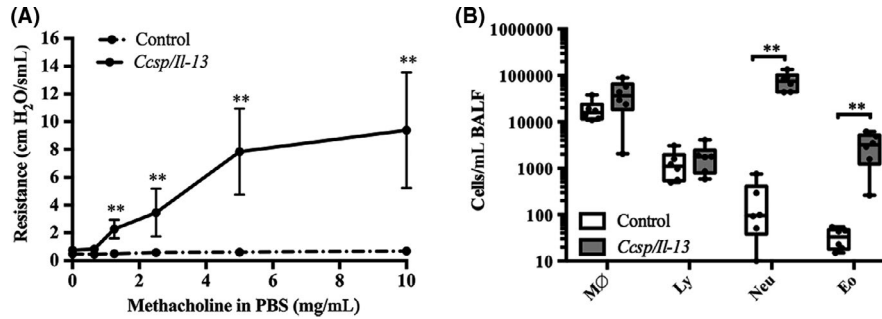 (A)
Control
Ccsp/Il-13
Resistance (cm H₂O/smL)
16
14
12
10
8
6
4
2
0
**
**
**
**
0
2
4
6
8
10
Methacholine in PBS (mg/mL)
(B)
Cells/mL BALF
1000000
100000
10000
1000
100
10
**
**
Control
Ccsp/Il-13
MØ
Ly
Neu
Eo